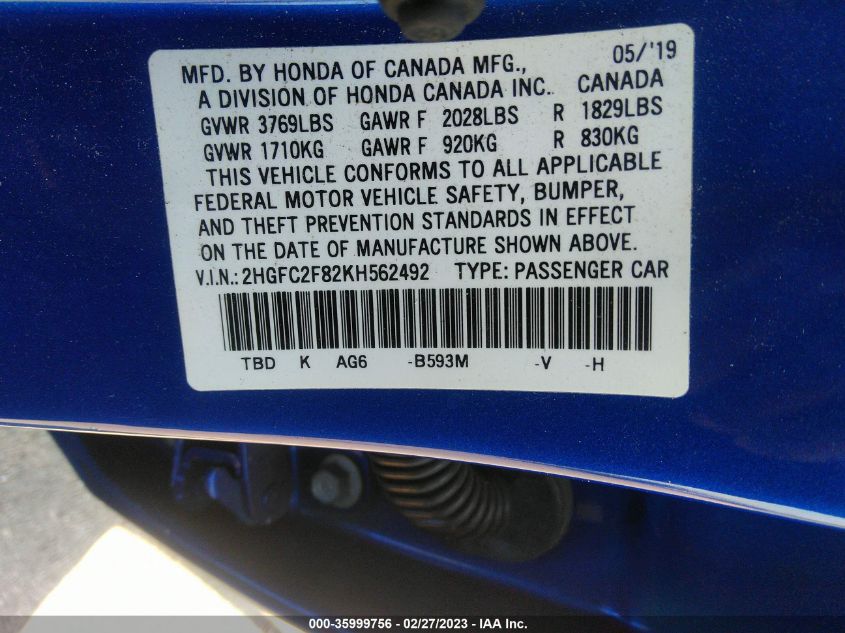 05/'19
MFD. BY HONDA OF CANADA MFG.,
A DIVISION OF HONDA CANADA INC. CANADA
GVWR 3769LBS GAWR F 2028LBS R 1829LBS
GVWR 1710KG GAWR F 920KG R 830KG
THIS VEHICLE CONFORMS TO ALL APPLICABLE
FEDERAL MOTOR VEHICLE SAFETY, BUMPER,
AND THEFT PREVENTION STANDARDS IN EFFECT
ON THE DATE OF MANUFACTURE SHOWN ABOVE.
V.I.N.: 2HGFC2F82KH562492 TYPE: PASSENGER CAR
TBD K AG6 -B593M -V -H
000-35999756 - 02/27/2023 - IAA Inc.